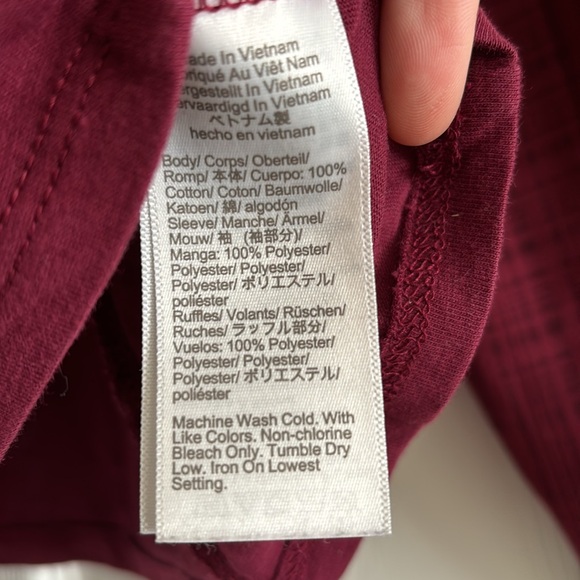 ade In Vietnam
riqué Au Viêt Nam
ergestellt In Vietnam
ervaardigd In Vietnam
ベトナム製
hecho en vietnam
Body/ Corps/ Oberteil/
Romp/ 本体/ Cuerpo: 100%
Cotton/ Coton/ Baumwolle/
Katoen/ 綿/ algodón
Sleeve/ Manche/ Ärmel/
Mouw/ 袖 (袖部分)/
Manga: 100% Polyester/
Polyester/ Polyester/
Polyester/ ポリエステル/
poliéster
Ruffles/ Volants/ Rüschen/
Ruches/ ラッフル部分/
Vuelos: 100% Polyester/
Polyester/ Polyester/
Polyester/ ポリエステル/
poliéster
Machine Wash Cold. With
Like Colors. Non-chlorine
Bleach Only. Tumble Dry
Low. Iron On Lowest
Setting.